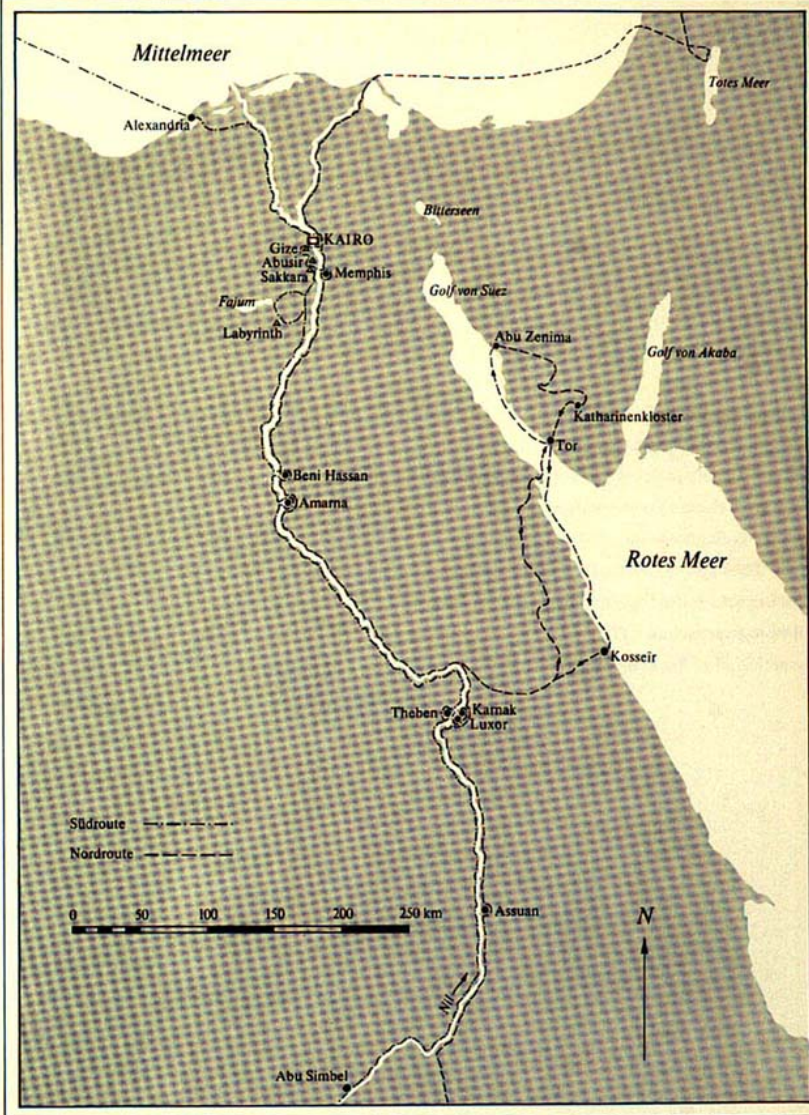 Mittelmeer
Totes Meer
Alexandria
Bitterseen
KAIRO
Gize
Abusir
Sakkara
Memphis
Golf von Suez
Fajum
Labyrinth
Abu Zenima
Golf von Akaba
Katharinenkloster
Tor
Beni Hassan
Amarna
Rotes Meer
Kosseir
Theben
Karnak
Luxor
Südroute
Nordroute
0 50 100 150 200 250 km
Assuan
N
Nil
Abu Simbel